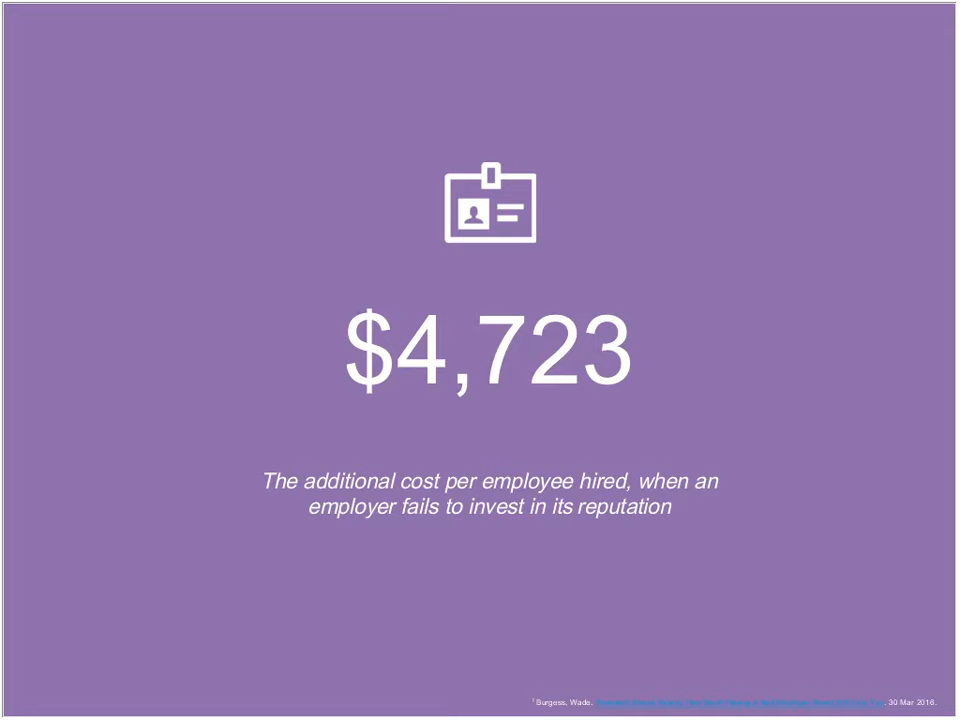 $4,723
The additional cost per employee hired, when an
employer fails to invest in its reputation
1 Burgess, Wade. . 30 Mar 2016.